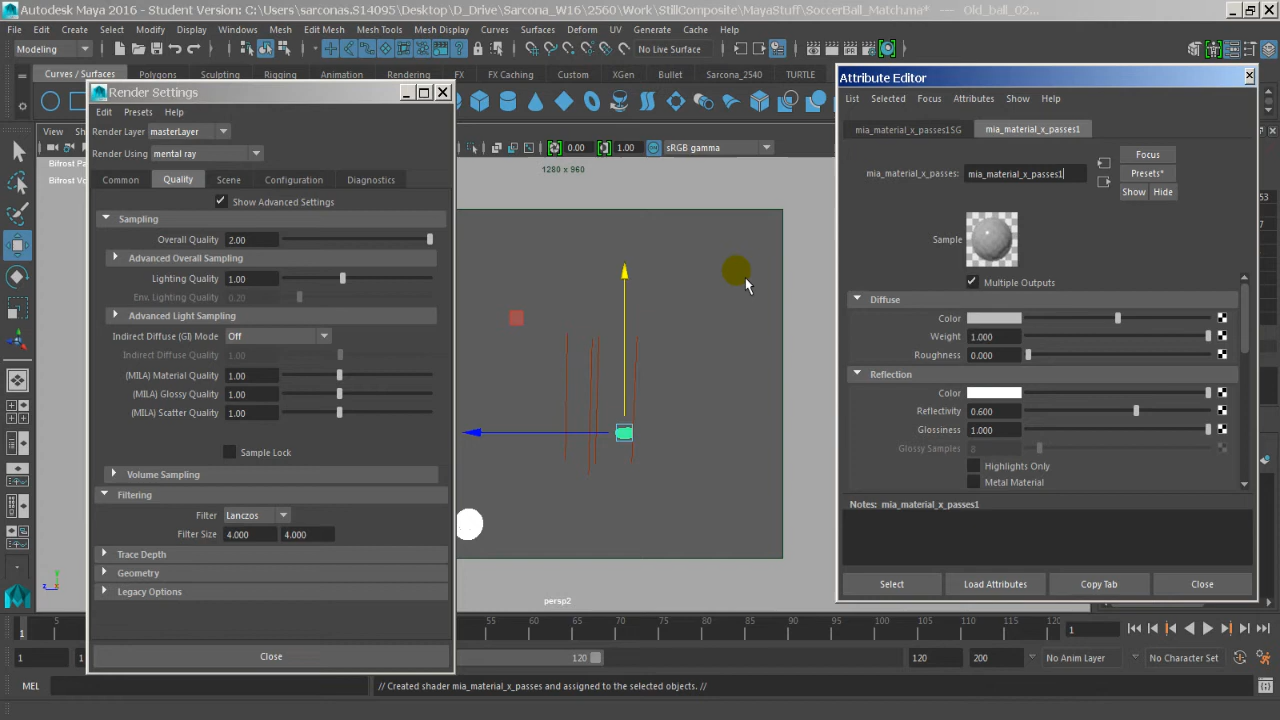 Autodesk Maya 2016 - Student Version: C:\Users\sarconas.S14095\Desktop\D_Drive\Sarcona_W16\2560\Work\StillComposite\MayaStuff\SoccerBall_Match.ma* - Old_ball_02...
File Edit Create Select Modify Display Windows Mesh Edit Mesh Mesh Tools Mesh Display Curves Surfaces Deform UV Generate Cache Help
Modeling No Live Surface
Curves / Surfaces Polygons Sculpting Rigging Animation Rendering FX FX Caching Custom XGen Bullet Sarcona_2540 TURTLE
Render Settings
Edit Presets Help
Render Layer masterLayer
Render Using mental ray
Common Quality Scene Configuration Diagnostics
Show Advanced Settings
Sampling
Overall Quality 2.00
Advanced Overall Sampling
Lighting Quality 1.00
Env. Lighting Quality 0.20
Advanced Light Sampling
Indirect Diffuse (GI) Mode Off
Indirect Diffuse Quality 1.00
(MILA) Material Quality 1.00
(MILA) Glossy Quality 1.00
(MILA) Scatter Quality 1.00
Sample Lock
Volume Sampling
Filtering
Filter Lanczos
Filter Size 4.000 4.000
Trace Depth
Geometry
Legacy Options
Close
View
Bifrost Pa
Bifrost Vo
0.00 1.00 sRGB gamma
1280 x 960
persp2
Attribute Editor
List Selected Focus Attributes Show Help
mia_material_x_passes1SG mia_material_x_passes1
mia_material_x_passes: mia_material_x_passes1
Focus
Presets*
Show Hide
Sample
Multiple Outputs
Diffuse
Color
Weight 1.000
Roughness 0.000
Reflection
Color
Reflectivity 0.600
Glossiness 1.000
Glossy Samples 8
Highlights Only
Metal Material
Notes: mia_material_x_passes1
Select Load Attributes Copy Tab Close
1 5 50 55 60 65 70 75 80 85 90 95 100 105 110 115 120 1
1 120 120 200 No Anim Layer No Character Set
MEL // Created shader mia_material_x_passes and assigned to the selected objects. //